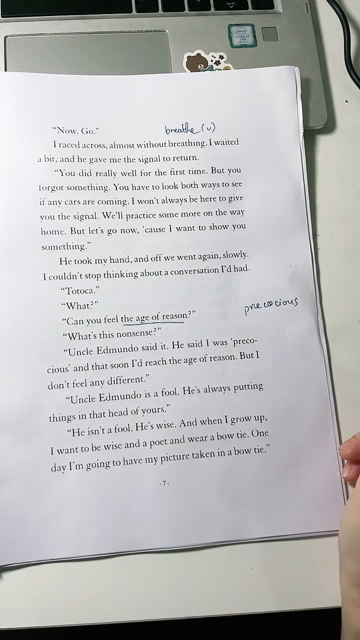 "Now. Go."
breathe (v)
I raced across, almost without breathing. I waited
a bit, and he gave me the signal to return.
"You did really well for the first time. But you
forgot something. You have to look both ways to see
if any cars are coming. I won't always be here to give
you the signal. We'll practice some more on the way
home. But let's go now, 'cause I want to show you
something."
He took my hand, and off we went again, slowly.
I couldn't stop thinking about a conversation I'd had.
"Totoca."
"What?"
"Can you feel the age of reason?"
precocious
"What's this nonsense?"
"Uncle Edmundo said it. He said I was 'preco-
cious' and that soon I'd reach the age of reason. But I
don't feel any different."
"Uncle Edmundo is a fool. He's always putting
things in that head of yours."
"He isn't a fool. He's wise. And when I grow up,
I want to be wise and a poet and wear a bow tie. One
day I'm going to have my picture taken in a bow tie."
·7·